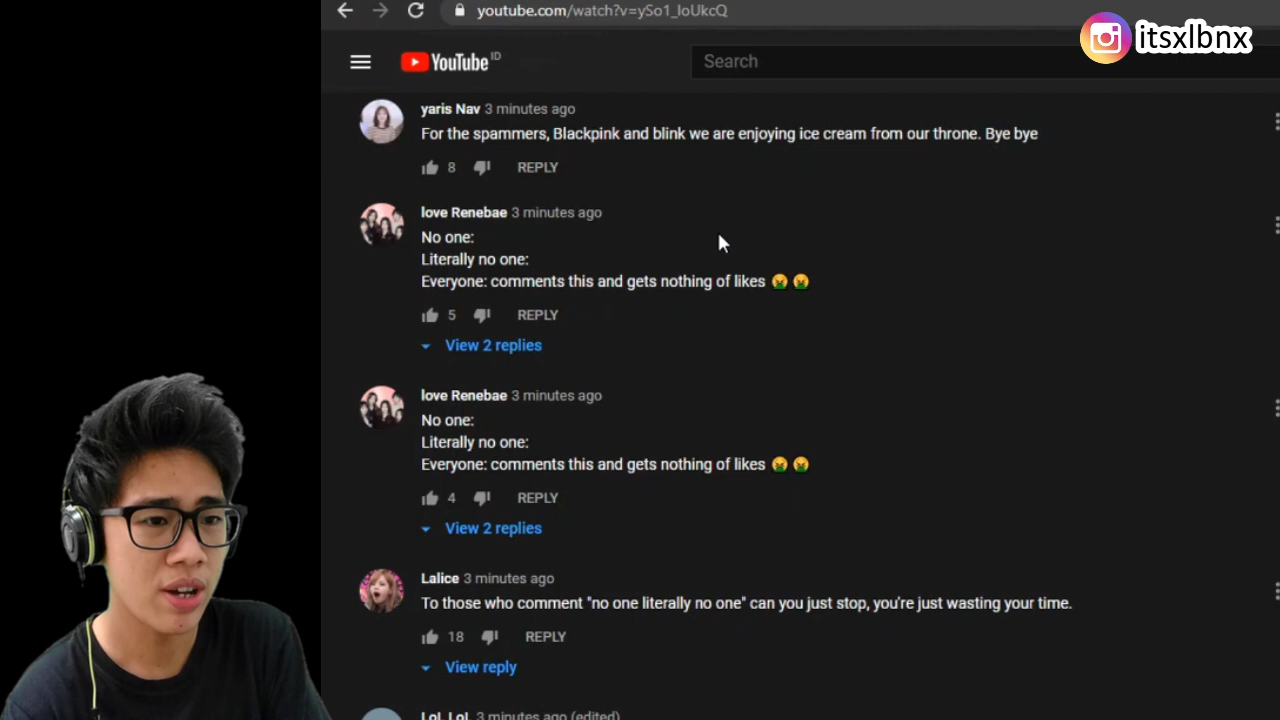 youtube.com/watch?v=ySo1_IoUkcQ
itsxlbnx
YouTube ID
Search
yaris Nav 3 minutes ago
For the spammers, Blackpink and blink we are enjoying ice cream from our throne. Bye bye
8 REPLY
love Renebae 3 minutes ago
No one:
Literally no one:
Everyone: comments this and gets nothing of likes 🤮 🤮
5 REPLY
View 2 replies
love Renebae 3 minutes ago
No one:
Literally no one:
Everyone: comments this and gets nothing of likes 🤮 🤮
4 REPLY
View 2 replies
Lalice 3 minutes ago
To those who comment "no one literally no one" can you just stop, you're just wasting your time.
18 REPLY
View reply
Lol. Lol. 3 minutes ago (edited)